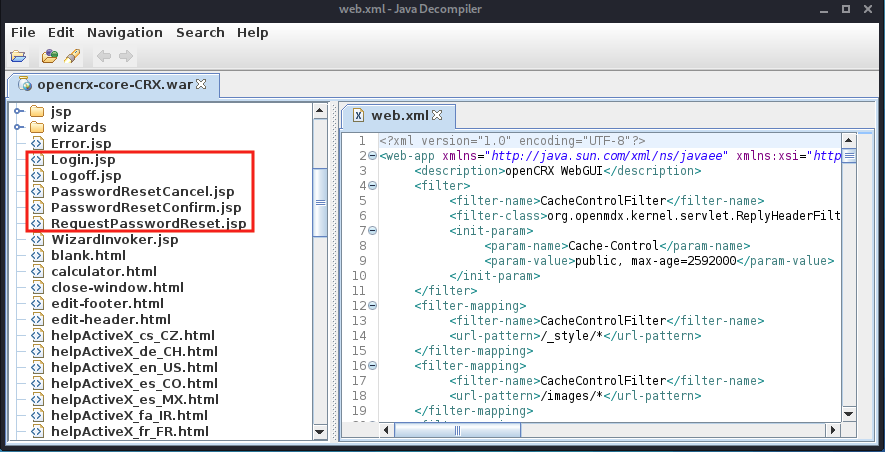 web.xml - Java Decompiler
File Edit Navigation Search Help
opencrx-core-CRX.war
jsp
wizards
Error.jsp
Login.jsp
Logoff.jsp
PasswordResetCancel.jsp
PasswordResetConfirm.jsp
RequestPasswordReset.jsp
WizardInvoker.jsp
blank.html
calculator.html
close-window.html
edit-footer.html
edit-header.html
helpActiveX_cs_CZ.html
helpActiveX_de_CH.html
helpActiveX_en_US.html
helpActiveX_es_CO.html
helpActiveX_es_MX.html
helpActiveX_fa_IR.html
helpActiveX_fr_FR.html
web.xml
1 <?xml version="1.0" encoding="UTF-8"?>
2 <web-app xmlns="http://java.sun.com/xml/ns/javaee" xmlns:xsi="http
3 <description>openCRX WebGUI</description>
4 <filter>
5 <filter-name>CacheControlFilter</filter-name>
6 <filter-class>org.openmdx.kernel.servlet.ReplyHeaderFilt
7 <init-param>
8 <param-name>Cache-Control</param-name>
9 <param-value>public, max-age=2592000</param-value>
10 </init-param>
11 </filter>
12 <filter-mapping>
13 <filter-name>CacheControlFilter</filter-name>
14 <url-pattern>/_style/*</url-pattern>
15 </filter-mapping>
16 <filter-mapping>
17 <filter-name>CacheControlFilter</filter-name>
18 <url-pattern>/images/*</url-pattern>
19 </filter-mapping>